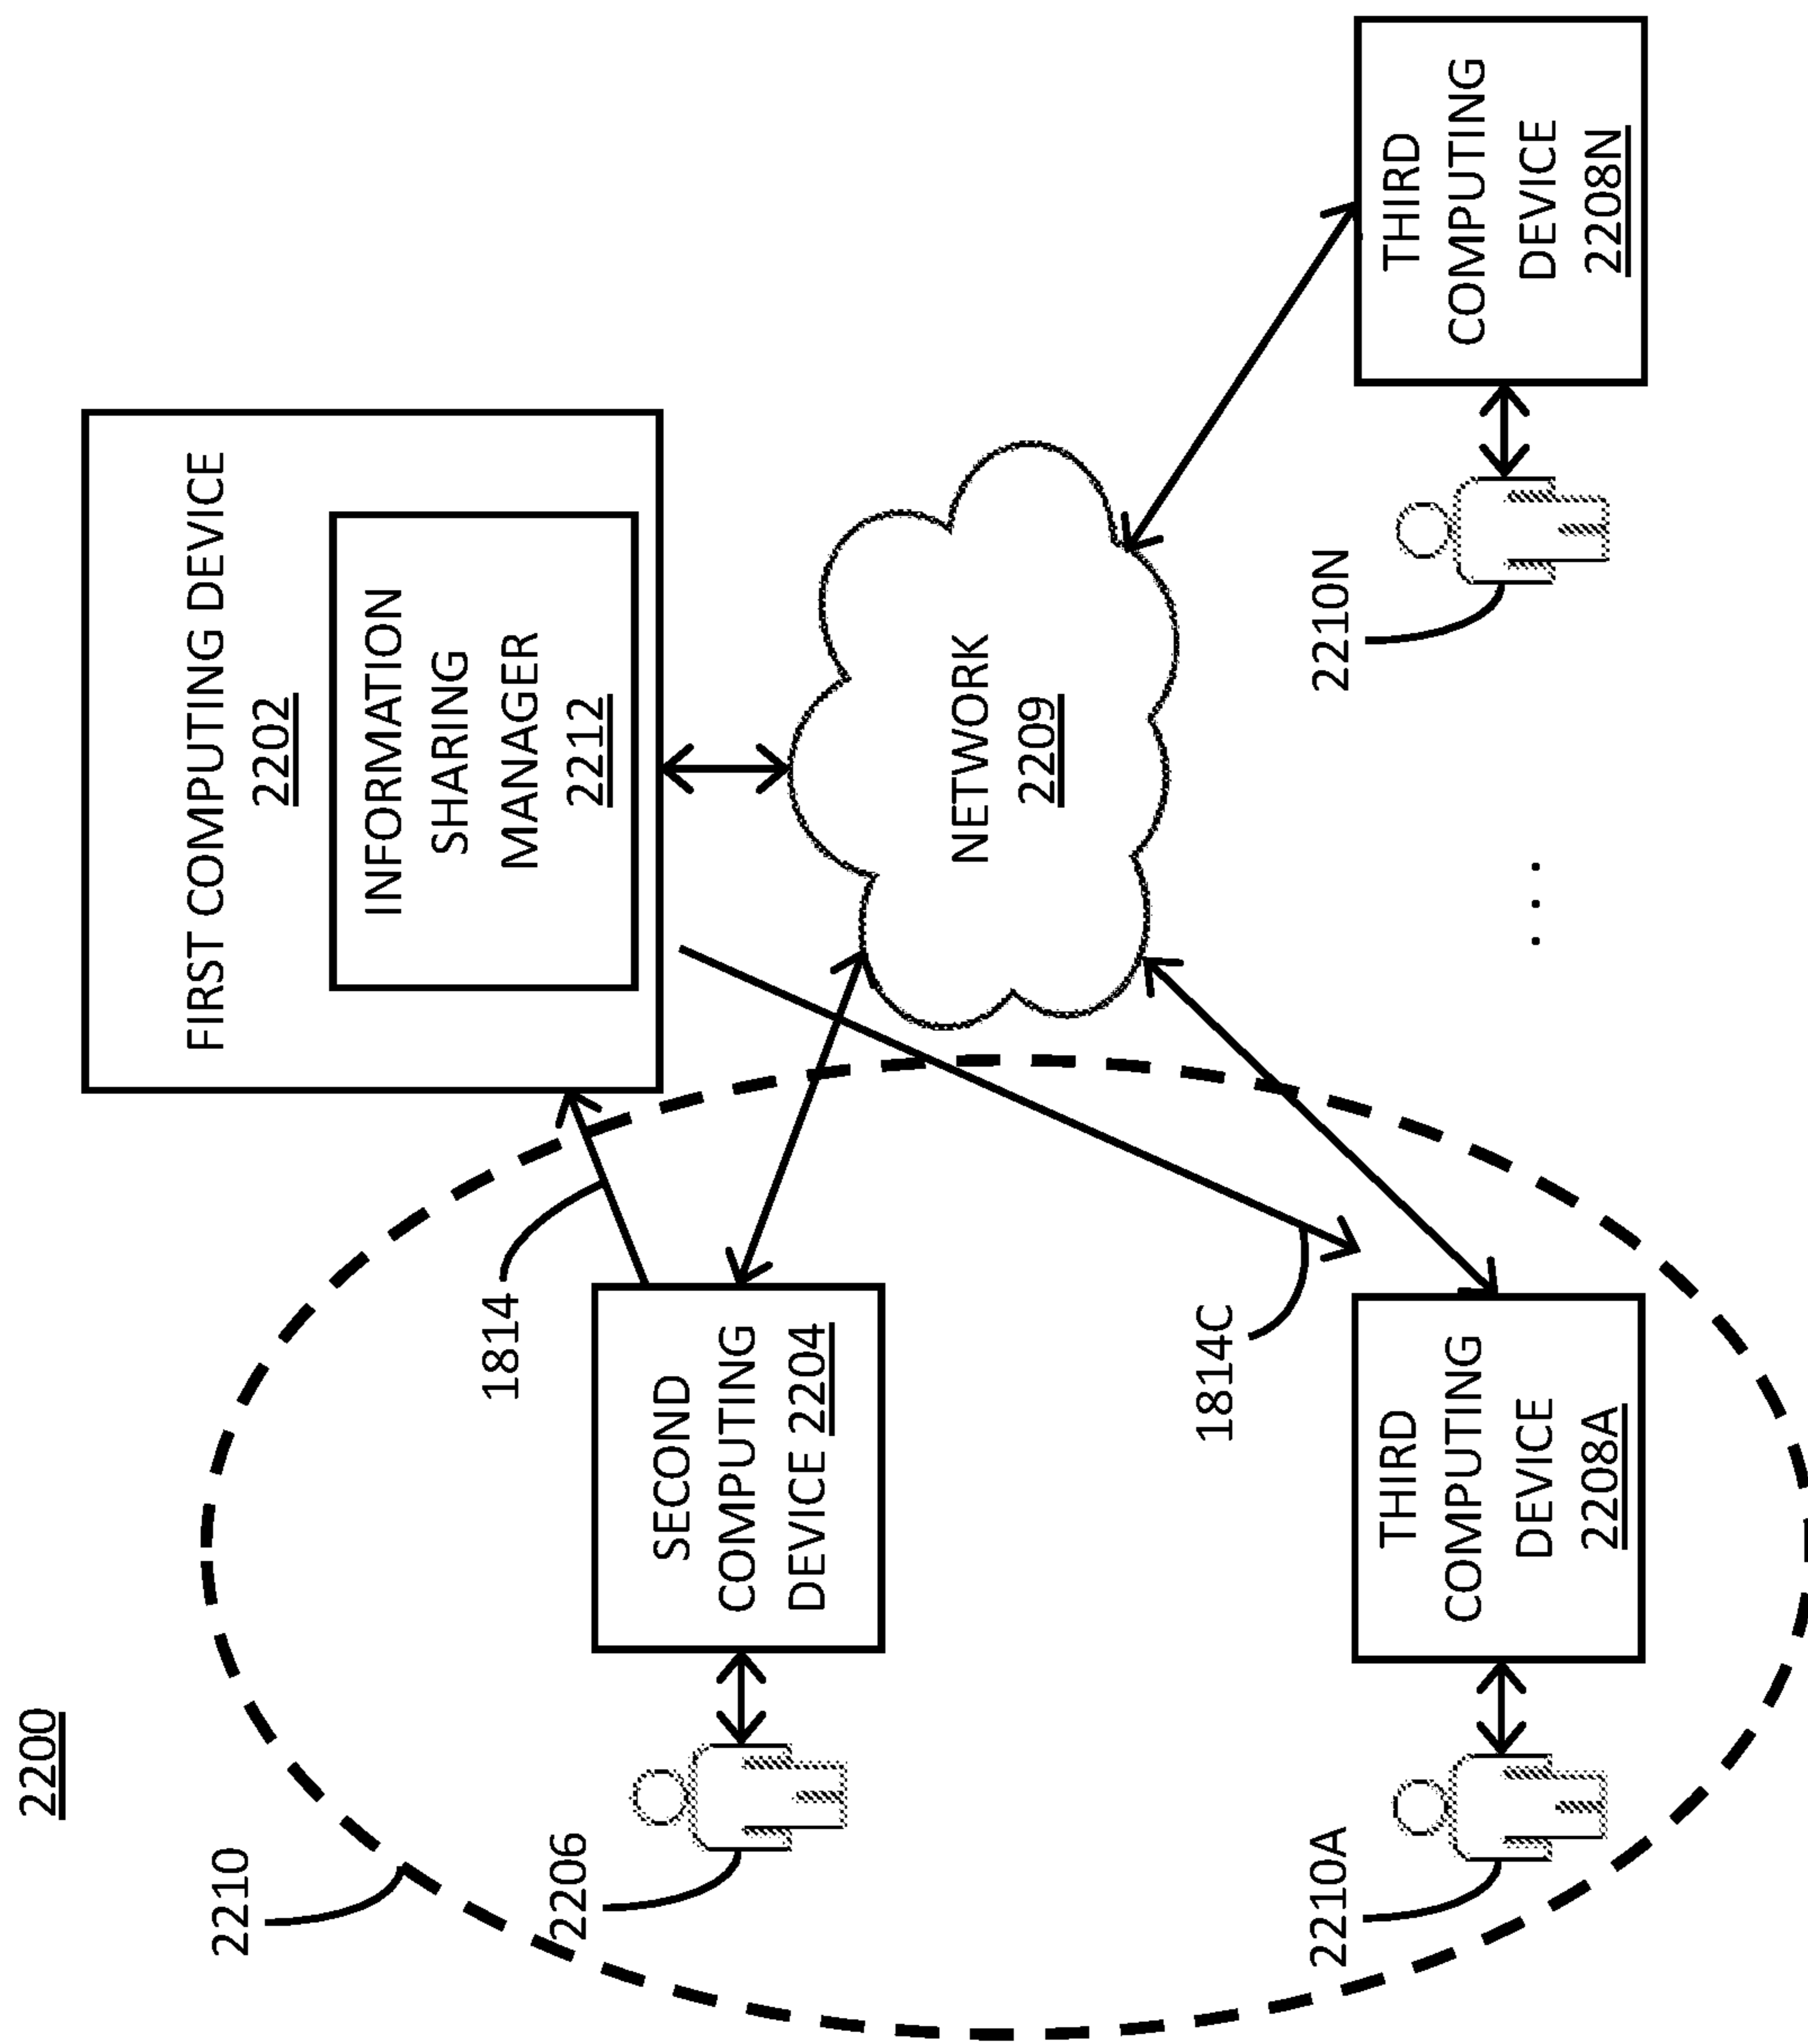 2200
2210
FIRST COMPUTING DEVICE
2202
INFORMATION
SHARING
MANAGER
2212
1814
2206
SECOND
COMPUTING
DEVICE 2204
NETWORK
2209
1814C
2210A
THIRD
COMPUTING
DEVICE
2208A
. . .
2210N
THIRD
COMPUTING
DEVICE
2208N